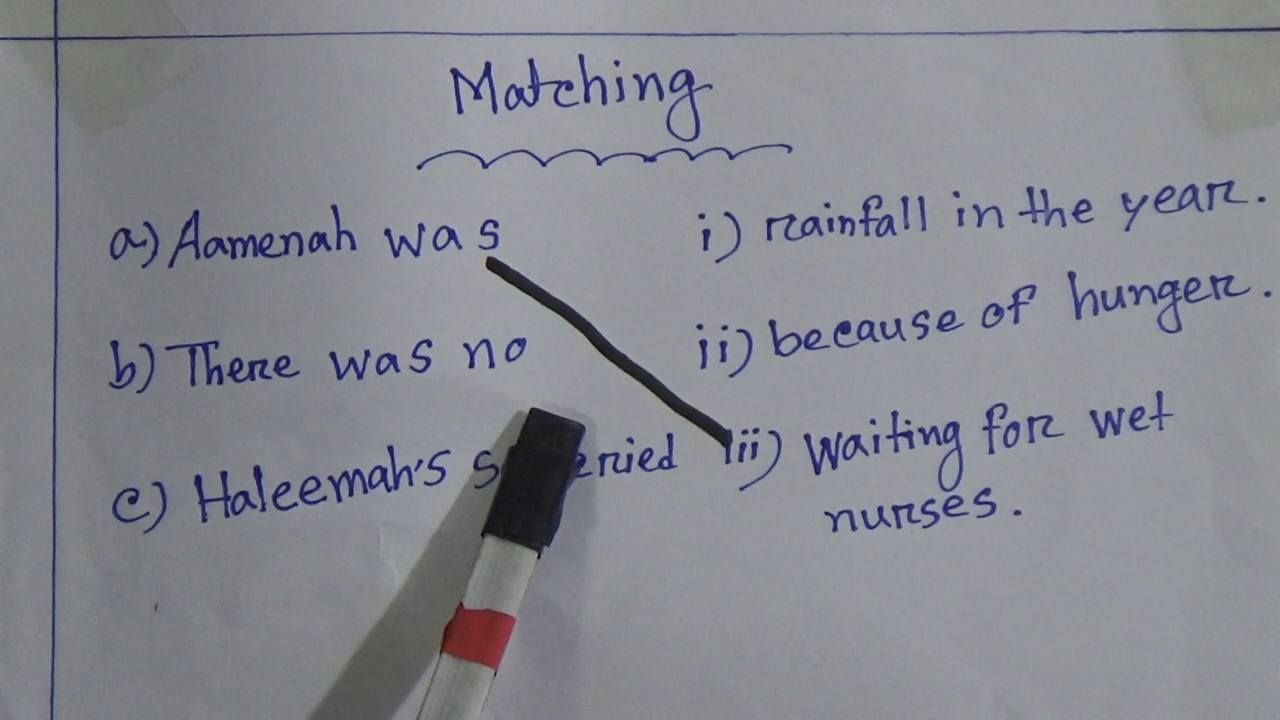 Matching
a) Aamenah was
i) rainfall in the year.
b) There was no
ii) because of hunger.
c) Haleemah's cried
iii) Waiting for wet
nurses.